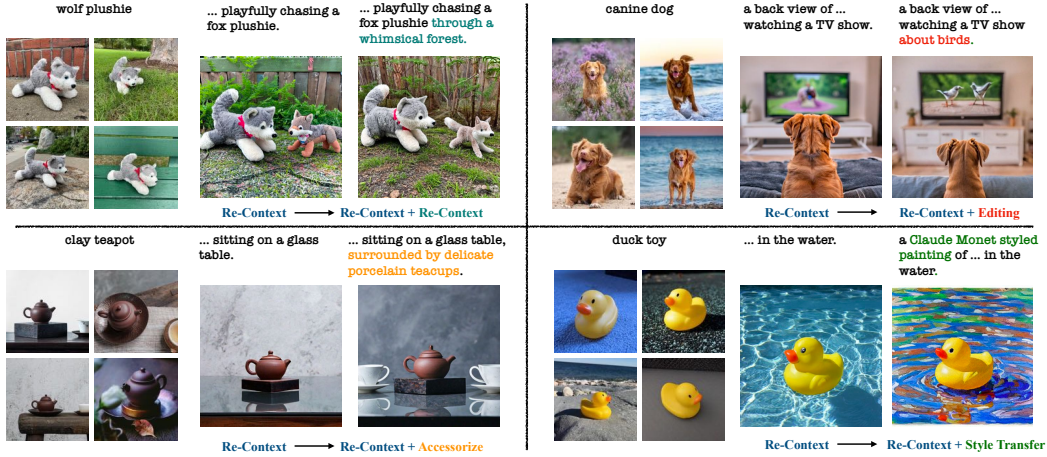 wolf plushie
... playfully chasing a
fox plushie.
... playfully chasing a
fox plushie through a
whimsical forest.
Re-Context
Re-Context + Re-Context
canine dog
a back view of ...
watching a TV show.
a back view of ...
watching a TV show
about birds.
Re-Context
Re-Context + Editing
clay teapot
... sitting on a glass
table.
... sitting on a glass table,
surrounded by delicate
porcelain teacups.
Re-Context
Re-Context + Accessorize
duck toy
... in the water.
a Claude Monet styled
painting of ... in the
water.
Re-Context
Re-Context + Style Transfer